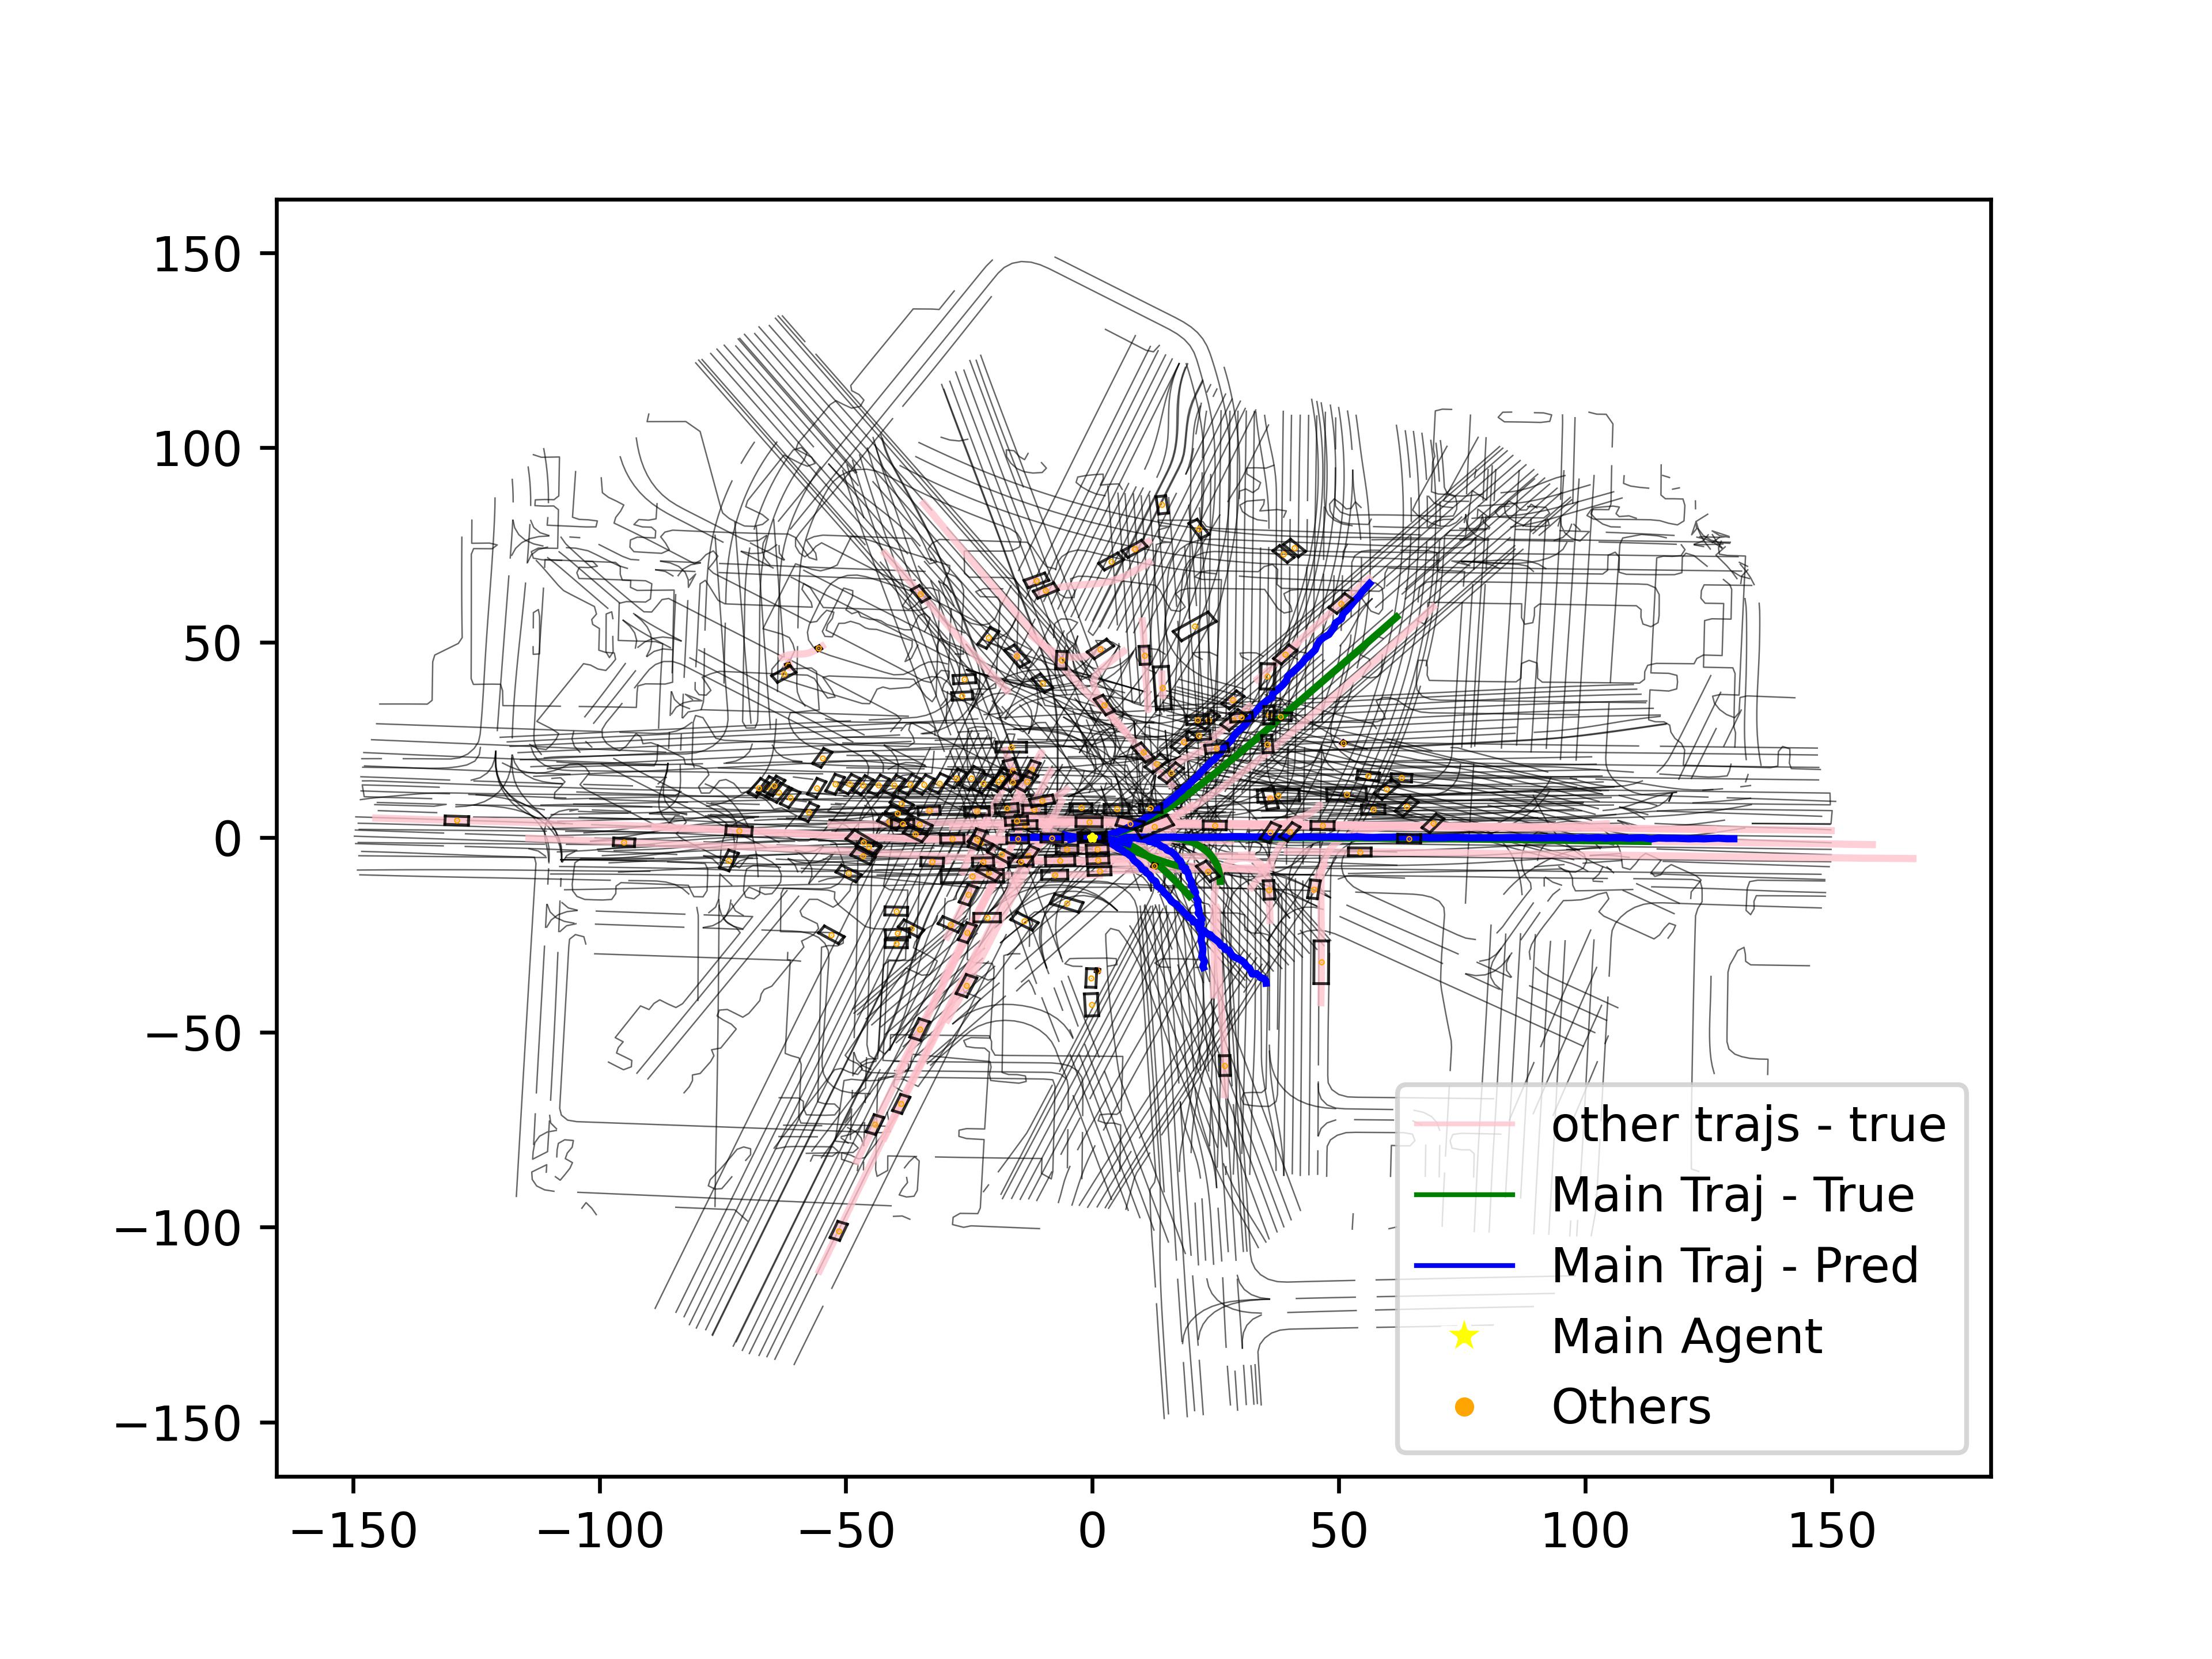 150
100
50
0
−50
−100
−150
−150 −100 −50 0 50 100 150
other trajs - true
Main Traj - True
Main Traj - Pred
Main Agent
Others